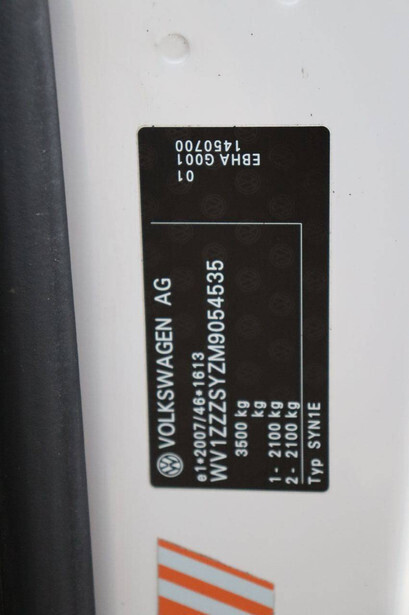 VOLKSWAGEN AG
e1*2007/46*1613
WV1ZZZSYZM9054535
3500 kg
kg
1- 2100 kg
2- 2100 kg
Typ SYN1E
01
EBHA G001
1450700